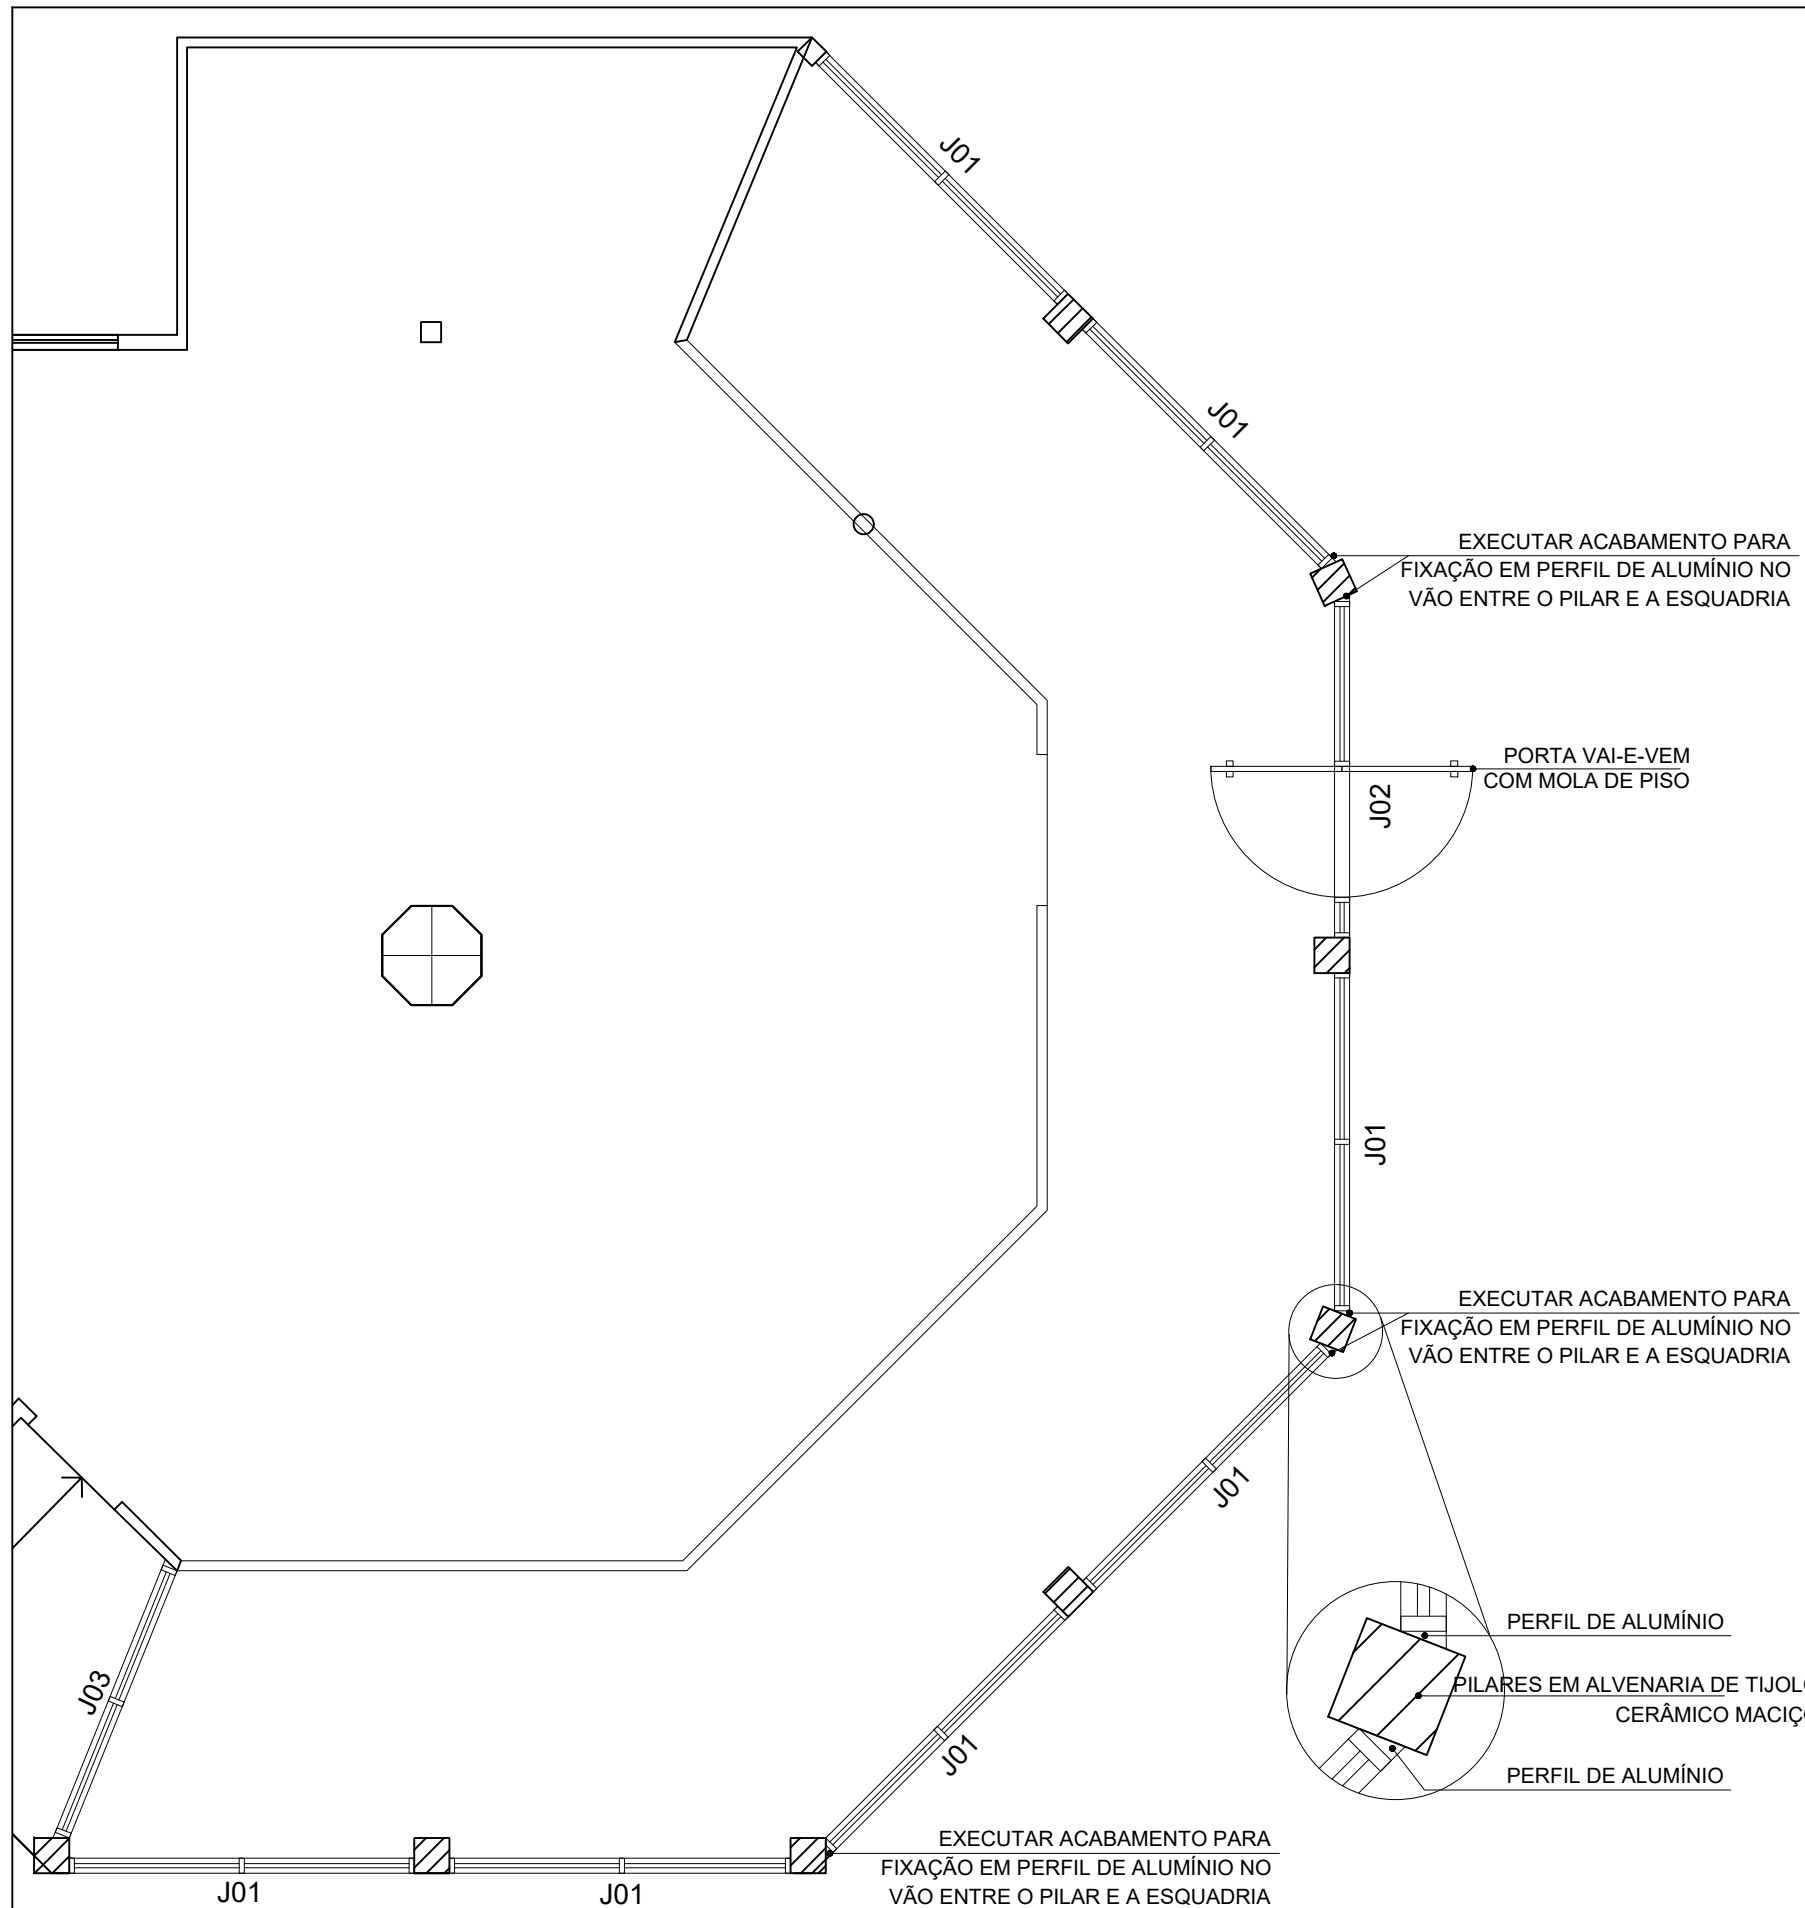 J01
J01
EXECUTAR ACABAMENTO PARA
FIXAÇÃO EM PERFIL DE ALUMÍNIO NO
VÃO ENTRE O PILAR E A ESQUADRIA
PORTA VAI-E-VEM
COM MOLA DE PISO
J02
J01
EXECUTAR ACABAMENTO PARA
FIXAÇÃO EM PERFIL DE ALUMÍNIO NO
VÃO ENTRE O PILAR E A ESQUADRIA
J01
PERFIL DE ALUMÍNIO
PILARES EM ALVENARIA DE TIJOL
CERÂMICO MACIÇ
PERFIL DE ALUMÍNIO
J03
J01
EXECUTAR ACABAMENTO PARA
FIXAÇÃO EM PERFIL DE ALUMÍNIO NO
VÃO ENTRE O PILAR E A ESQUADRIA
J01
J01